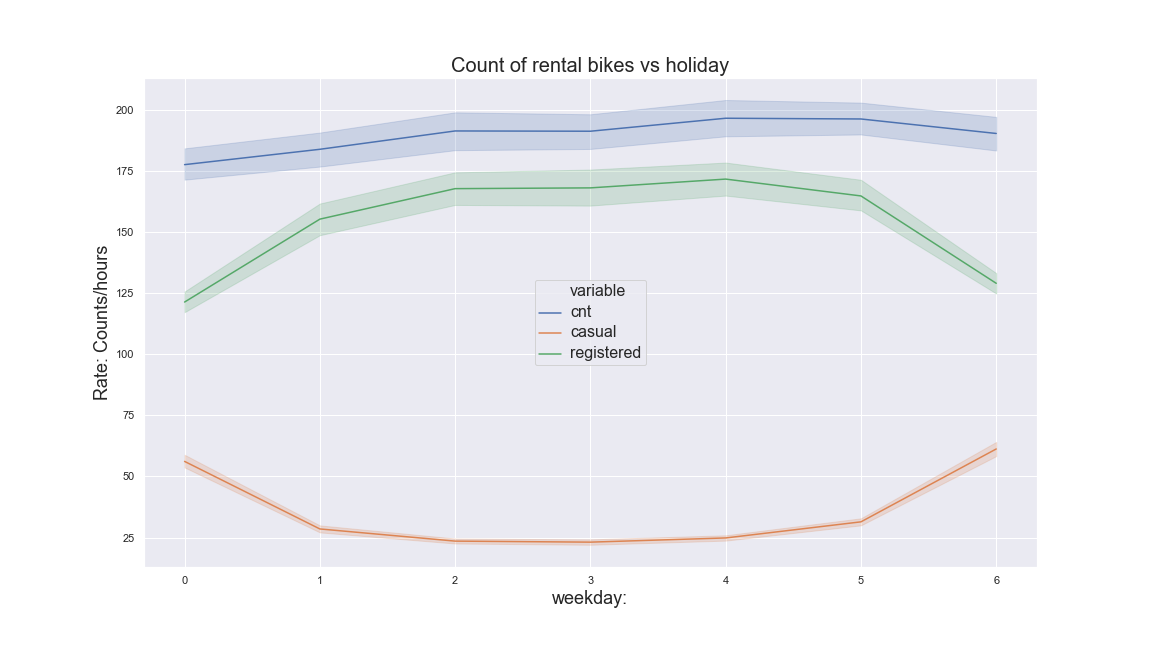 Count of rental bikes vs holiday
200
175
150
125
100
75
50
25
Rate: Counts/hours
variable
cnt
casual
registered
0 1 2 3 4 5 6
weekday: